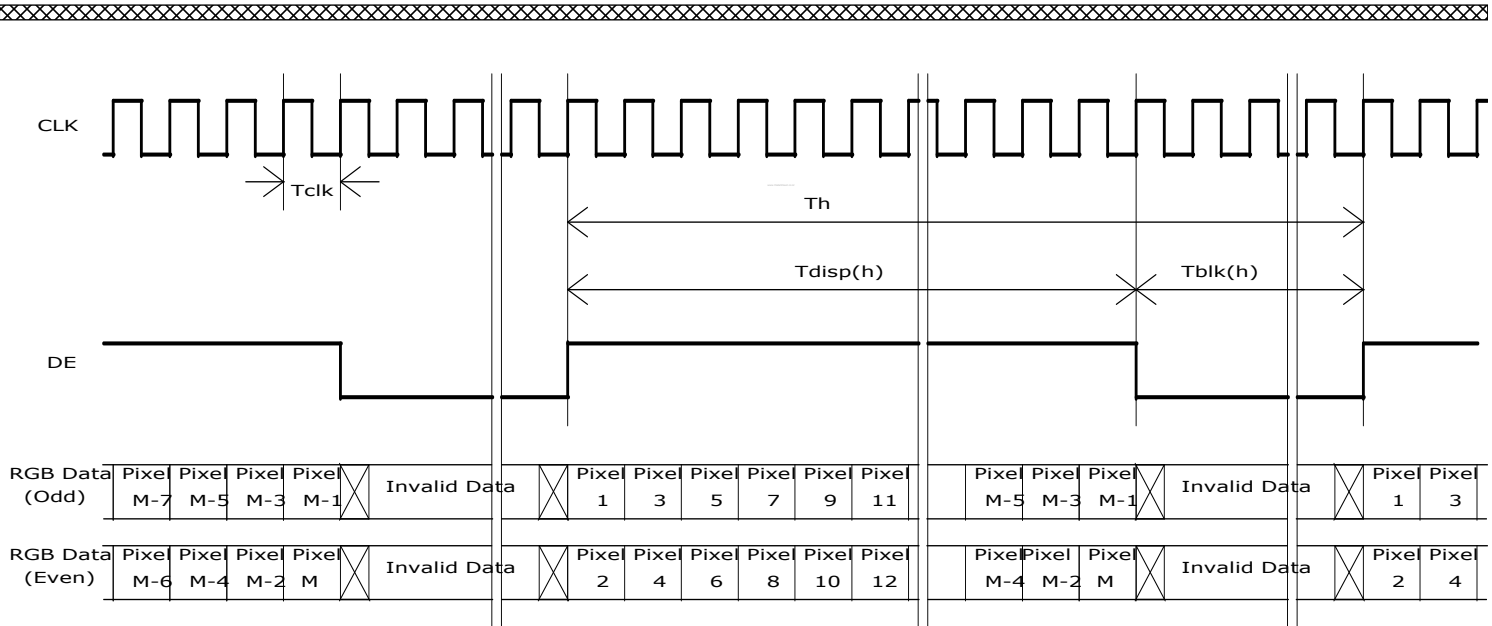 CLK
Tclk
Th
Tdisp(h)
Tblk(h)
DE
RGB Data
(Odd)
Pixel Pixel Pixel Pixel
M-7 M-5 M-3 M-1
Invalid Data
Pixel Pixel Pixel Pixel Pixel Pixel
1 3 5 7 9 11
Pixel Pixel Pixel
M-5 M-3 M-1
Invalid Data
Pixel Pixel
1 3
RGB Data
(Even)
Pixel Pixel Pixel Pixel
M-6 M-4 M-2 M
Invalid Data
Pixel Pixel Pixel Pixel Pixel Pixel
2 4 6 8 10 12
Pixel Pixel Pixel
M-4 M-2 M
Invalid Data
Pixel Pixel
2 4